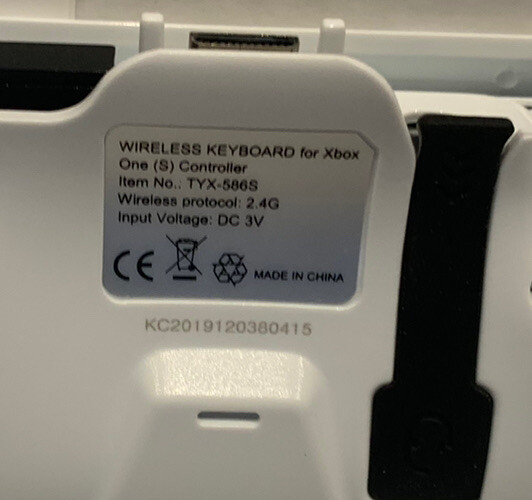 WIRELESS KEYBOARD for Xbox
One (S) Controller
Item No.. TYX-586S
Wireless protocol: 2.4G
Input Voltage: DC 3V
CE
MADE IN CHINA
KC2019120380415